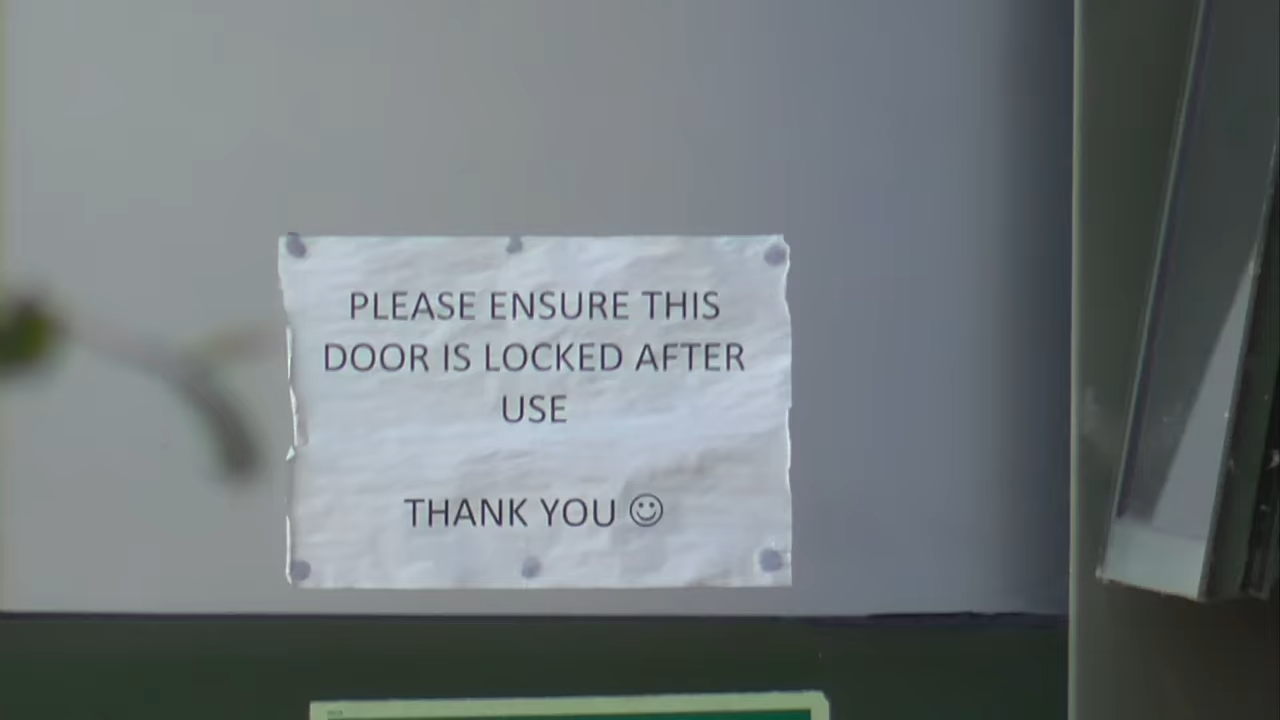 PLEASE ENSURE THIS
DOOR IS LOCKED AFTER
USE
THANK YOU ☺